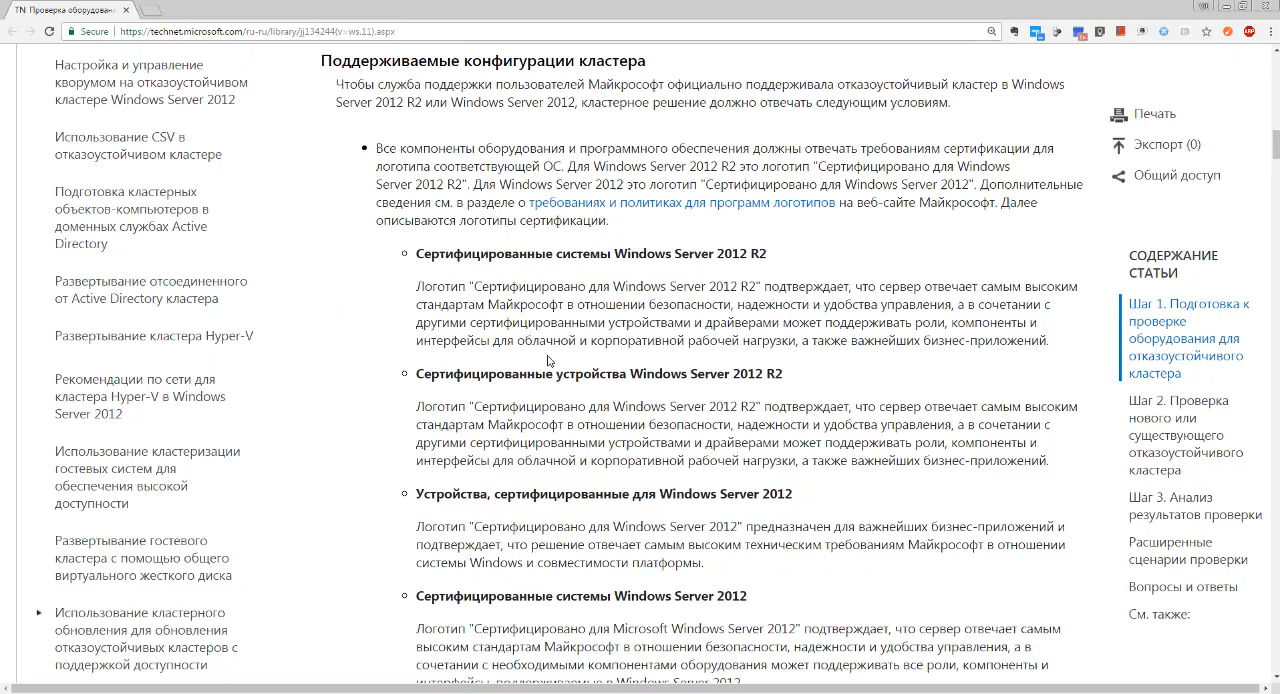 TN Проверка оборудовани
Secure
https://technet.microsoft.com/ru-ru/library/jj134244(v=ws.11).aspx
Настройка и управление
кворумом на отказоустойчивом
кластере Windows Server 2012
Использование CSV в
отказоустойчивом кластере
Подготовка кластерных
объектов-компьютеров в
доменных службах Active
Directory
Развертывание отсоединенного
от Active Directory кластера
Развертывание кластера Hyper-V
Рекомендации по сети для
кластера Hyper-V в Windows
Server 2012
Использование кластеризации
гостевых систем для
обеспечения высокой
доступности
Развертывание гостевого
кластера с помощью общего
виртуального жесткого диска
Использование кластерного
обновления для обновления
отказоустойчивых кластеров с
поддержкой доступности
Поддерживаемые конфигурации кластера
Чтобы служба поддержки пользователей Майкрософт официально поддерживала отказоустойчивый кластер в Windows
Server 2012 R2 или Windows Server 2012, кластерное решение должно отвечать следующим условиям.
Все компоненты оборудования и программного обеспечения должны отвечать требованиям сертификации для
логотипа соответствующей ОС. Для Windows Server 2012 R2 это логотип "Сертифицировано для Windows
Server 2012 R2". Для Windows Server 2012 это логотип "Сертифицировано для Windows Server 2012". Дополнительные
сведения см. в разделе о требованиях и политиках для программ логотипов на веб-сайте Майкрософт. Далее
описываются логотипы сертификации.
Сертифицированные системы Windows Server 2012 R2
Логотип "Сертифицировано для Windows Server 2012 R2" подтверждает, что сервер отвечает самым высоким
стандартам Майкрософт в отношении безопасности, надежности и удобства управления, а в сочетании с
другими сертифицированными устройствами и драйверами может поддерживать роли, компоненты и
интерфейсы для облачной и корпоративной рабочей нагрузки, а также важнейших бизнес-приложений.
Сертифицированные устройства Windows Server 2012 R2
Логотип "Сертифицировано для Windows Server 2012 R2" подтверждает, что сервер отвечает самым высоким
стандартам Майкрософт в отношении безопасности, надежности и удобства управления, а в сочетании с
другими сертифицированными устройствами и драйверами может поддерживать роли, компоненты и
интерфейсы для облачной и корпоративной рабочей нагрузки, а также важнейших бизнес-приложений.
Устройства, сертифицированные для Windows Server 2012
Логотип "Сертифицировано для Windows Server 2012" предназначен для важнейших бизнес-приложений и
подтверждает, что решение отвечает самым высоким техническим требованиям Майкрософт в отношении
системы Windows и совместимости платформы.
Сертифицированные системы Windows Server 2012
Логотип "Сертифицировано для Microsoft Windows Server 2012" подтверждает, что сервер отвечает самым
высоким стандартам Майкрософт в отношении безопасности, надежности и удобства управления, а в
сочетании с необходимыми компонентами оборудования может поддерживать все роли, компоненты и
интерфейсы, поддерживаемые в Windows Server 2012.
Печать
Экспорт (0)
Общий доступ
СОДЕРЖАНИЕ
СТАТЬИ
Шаг 1. Подготовка к
проверке
оборудования для
отказоустойчивого
кластера
Шаг 2. Проверка
нового или
существующего
отказоустойчивого
кластера
Шаг 3. Анализ
результатов проверки
Расширенные
сценарии проверки
Вопросы и ответы
См. также: